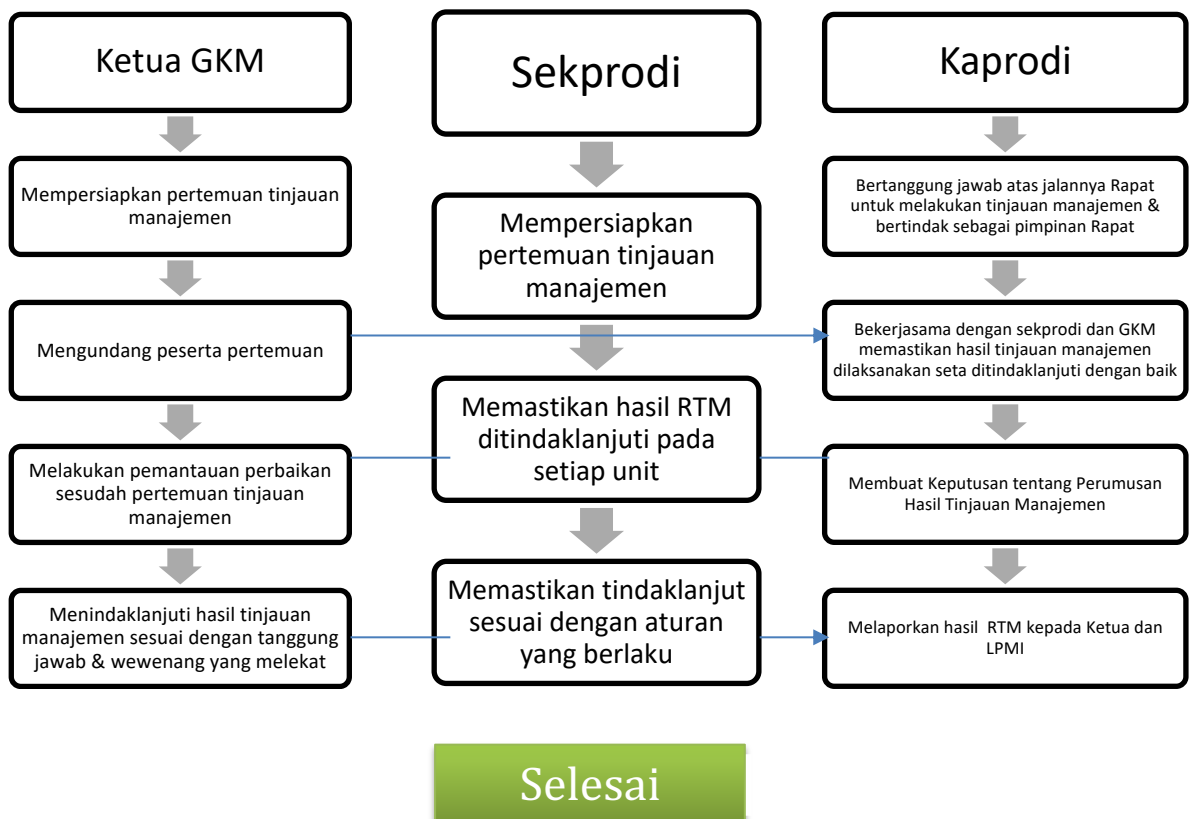 Ketua GKM
Mempersiapkan pertemuan tinjauan
manajemen
Mengundang peserta pertemuan
Melakukan pemantauan perbaikan
sesudah pertemuan tinjauan
manajemen
Menindaklanjuti hasil tinjauan
manajemen sesuai dengan tanggung
jawab & wewenang yang melekat
Sekprodi
Mempersiapkan
pertemuan tinjauan
manajemen
Memastikan hasil RTM
ditindaklanjuti pada
setiap unit
Memastikan tindaklanjut
sesuai dengan aturan
yang berlaku
Kaprodi
Bertanggung jawab atas jalannya Rapat
untuk melakukan tinjauan manajemen &
bertindak sebagai pimpinan Rapat
Bekerjasama dengan sekprodi dan GKM
memastikan hasil tinjauan manajemen
dilaksanakan seta ditindaklanjuti dengan baik
Membuat Keputusan tentang Perumusan
Hasil Tinjauan Manajemen
Melaporkan hasil RTM kepada Ketua dan
LPMI
Selesai